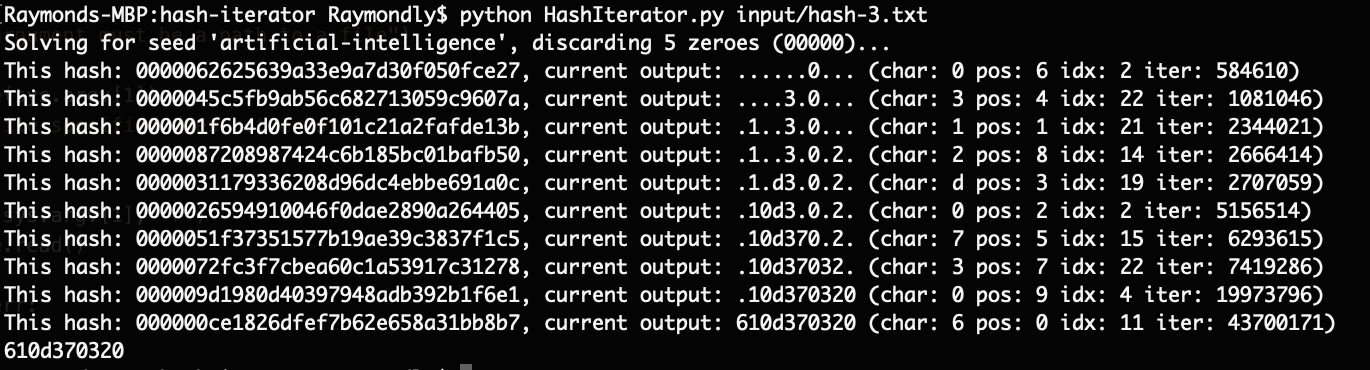 [Raymonds-MBP:hash-iterator Raymondly$ python HashIterator.py input/hash-3.txt
Solving for seed 'artificial-intelligence', discarding 5 zeroes (00000)...
This hash: 0000062625639a33e9a7d30f050fce27, current output: ......0... (char: 0 pos: 6 idx: 2 iter: 584610)
This hash: 0000045c5fb9ab56c682713059c9607a, current output: ....3.0... (char: 3 pos: 4 idx: 22 iter: 1081046)
This hash: 000001f6b4d0fe0f101c21a2fafde13b, current output: .1..3.0... (char: 1 pos: 1 idx: 21 iter: 2344021)
This hash: 0000087208987424c6b185bc01bafb50, current output: .1..3.0.2. (char: 2 pos: 8 idx: 14 iter: 2666414)
This hash: 0000031179336208d96dc4ebbe691a0c, current output: .1.d3.0.2. (char: d pos: 3 idx: 19 iter: 2707059)
This hash: 0000026594910046f0dae2890a264405, current output: .10d3.0.2. (char: 0 pos: 2 idx: 2 iter: 5156514)
This hash: 0000051f37351577b19ae39c3837f1c5, current output: .10d370.2. (char: 7 pos: 5 idx: 15 iter: 6293615)
This hash: 0000072fc3f7cbea60c1a53917c31278, current output: .10d37032. (char: 3 pos: 7 idx: 22 iter: 7419286)
This hash: 000009d1980d40397948adb392b1f6e1, current output: .10d370320 (char: 0 pos: 9 idx: 4 iter: 19973796)
This hash: 000000ce1826dfef7b62e658a31bb8b7, current output: 610d370320 (char: 6 pos: 0 idx: 11 iter: 43700171)
610d370320